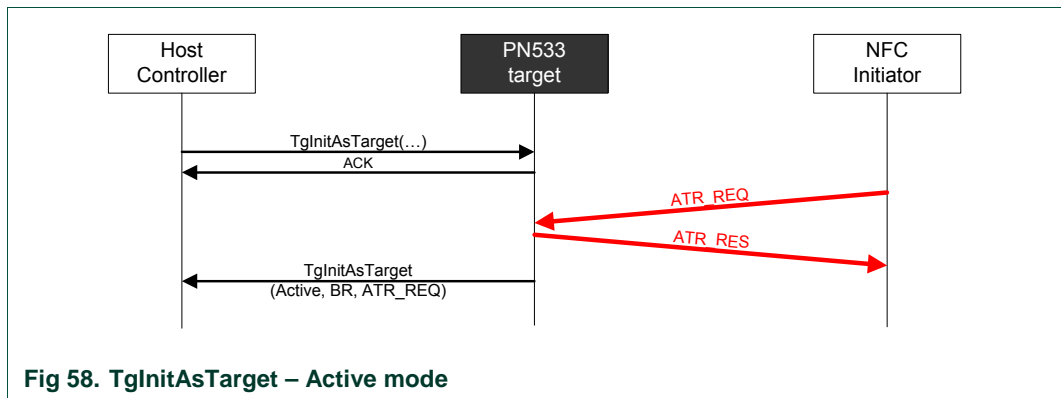 Host
Controller
PN533
target
NFC
Initiator
TgInitAsTarget(…)
ACK
ATR_REQ
ATR_RES
TgInitAsTarget
(Active, BR, ATR_REQ)
Fig 58. TgInitAsTarget – Active mode